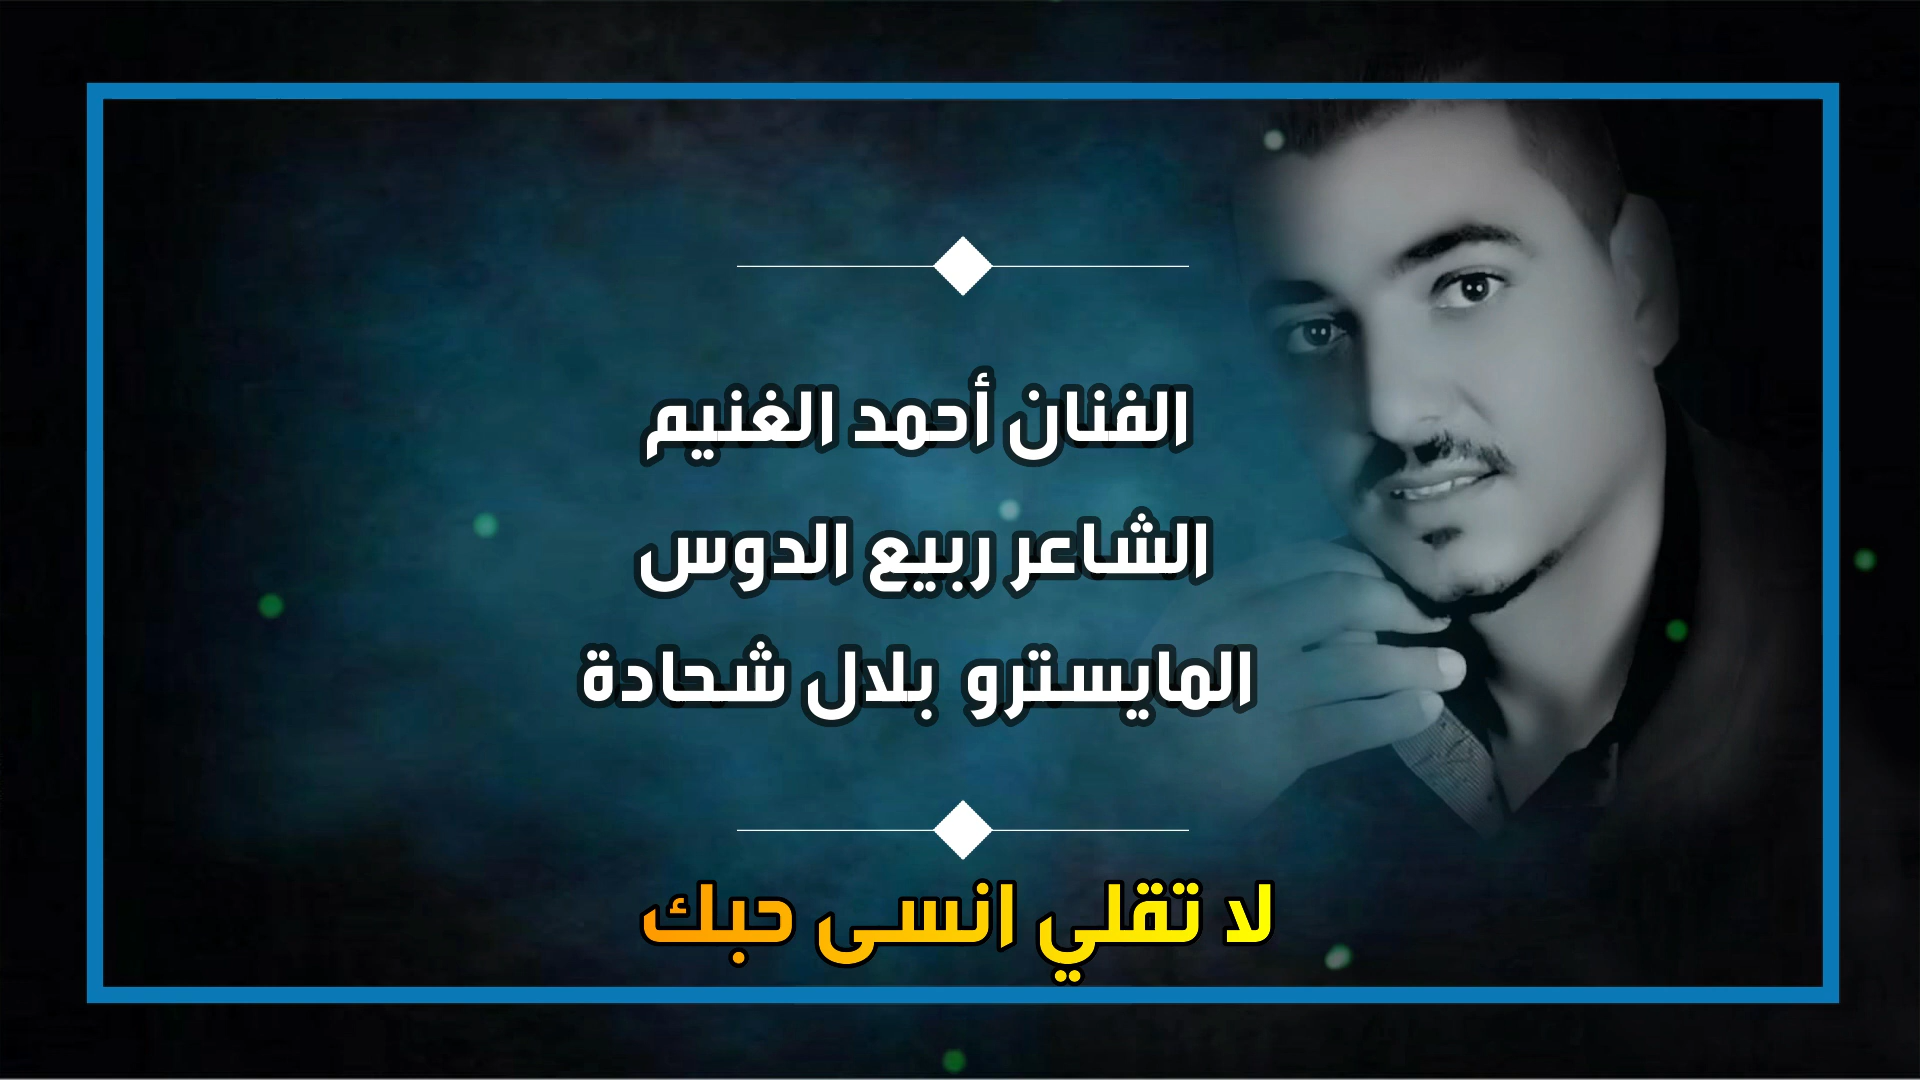 الفنان أحمد الغنيم
الشاعر ربيع الدوس
المايسترو بلال شحادة
لا تقلي انسى حبك